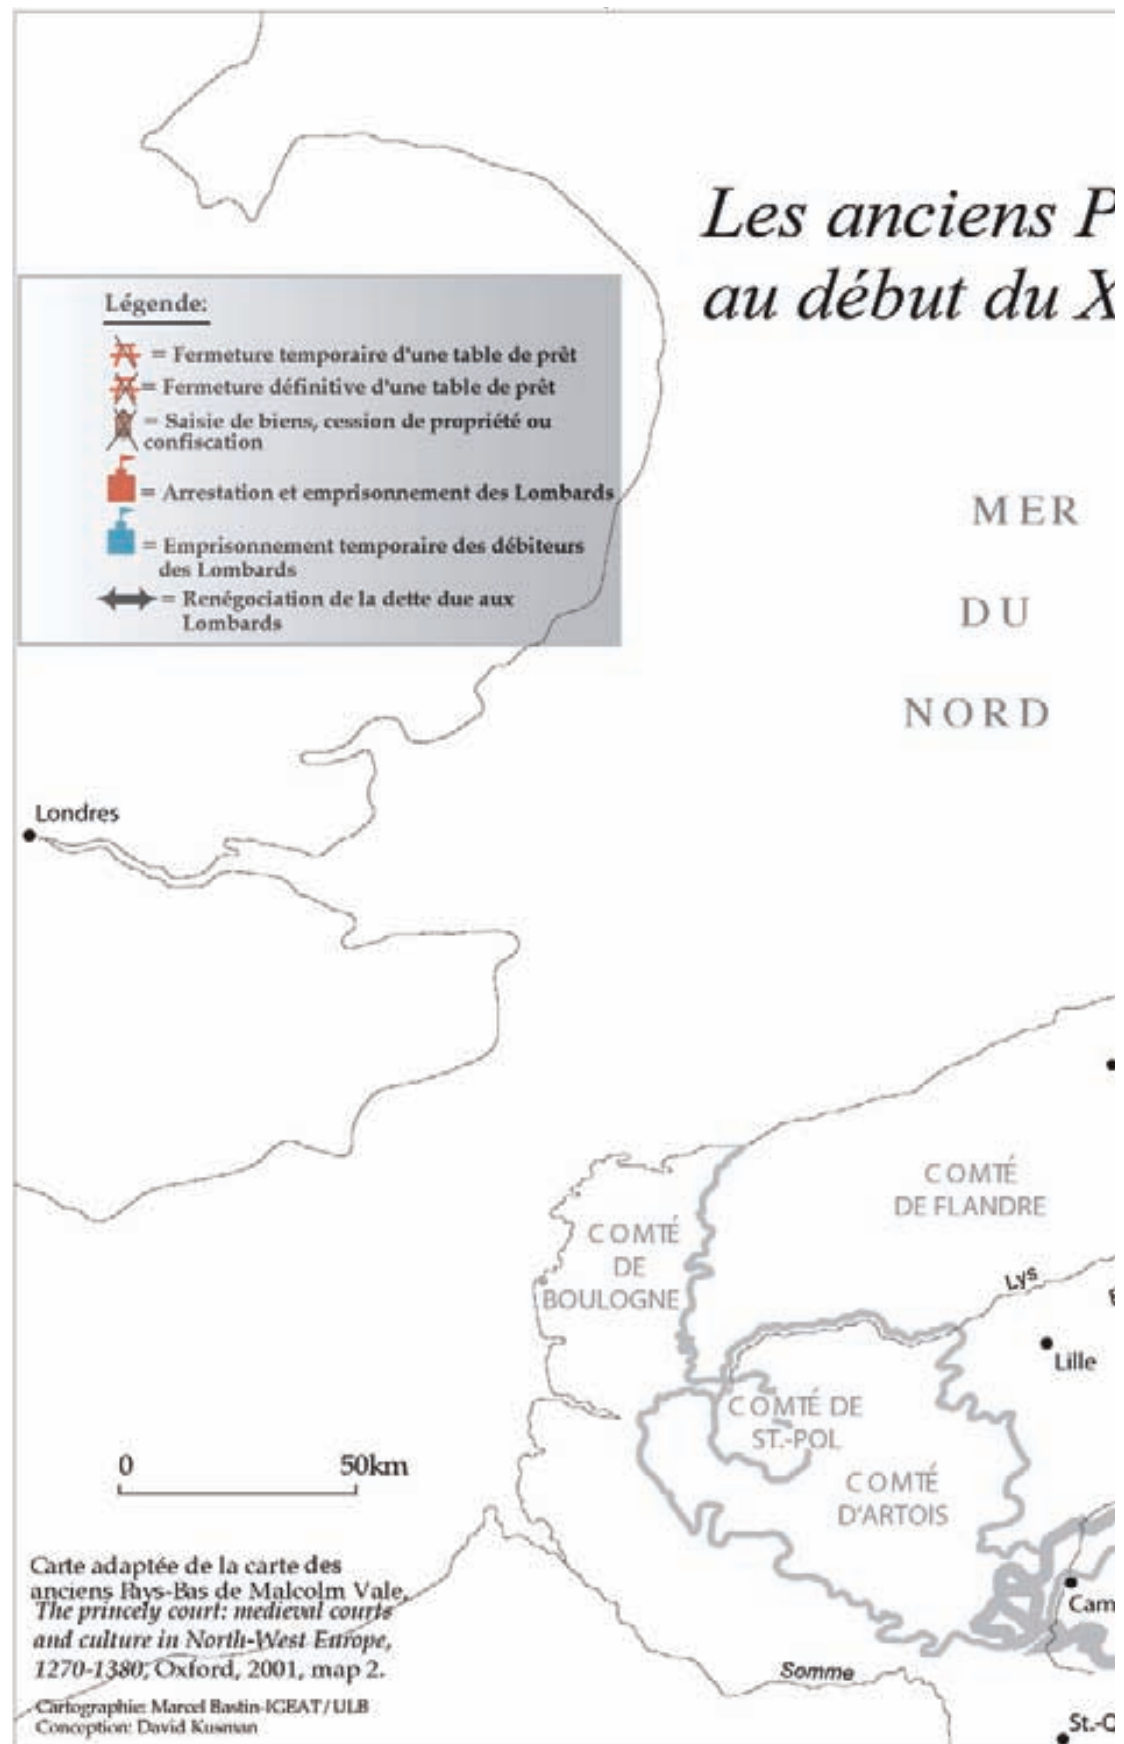 Les anciens P
au début du X
Légende:
= Fermeture temporaire d'une table de prêt
= Fermeture définitive d'une table de prêt
= Saisie de biens, cession de propriété ou
confiscation
= Arrestation et emprisonnement des Lombards
= Emprisonnement temporaire des débiteurs
des Lombards
= Renégociation de la dette due aux
Lombards
MER
DU
NORD
Londres
COMTÉ
DE FLANDRE
COMTÉ
DE
BOULOGNE
Lys
Lille
COMTÉ DE
ST.-POL
COMTÉ
D'ARTOIS
0 50km
Cam
Somme
St.-Q
Carte adaptée de la carte des
anciens Pays-Bas de Malcolm Vale,
The princely court: medieval courts
and culture in North-West Europe,
1270-1380, Oxford, 2001, map 2.
Cartographie: Marcel Bastin-IGEAT/ULB
Conception: David Kusman